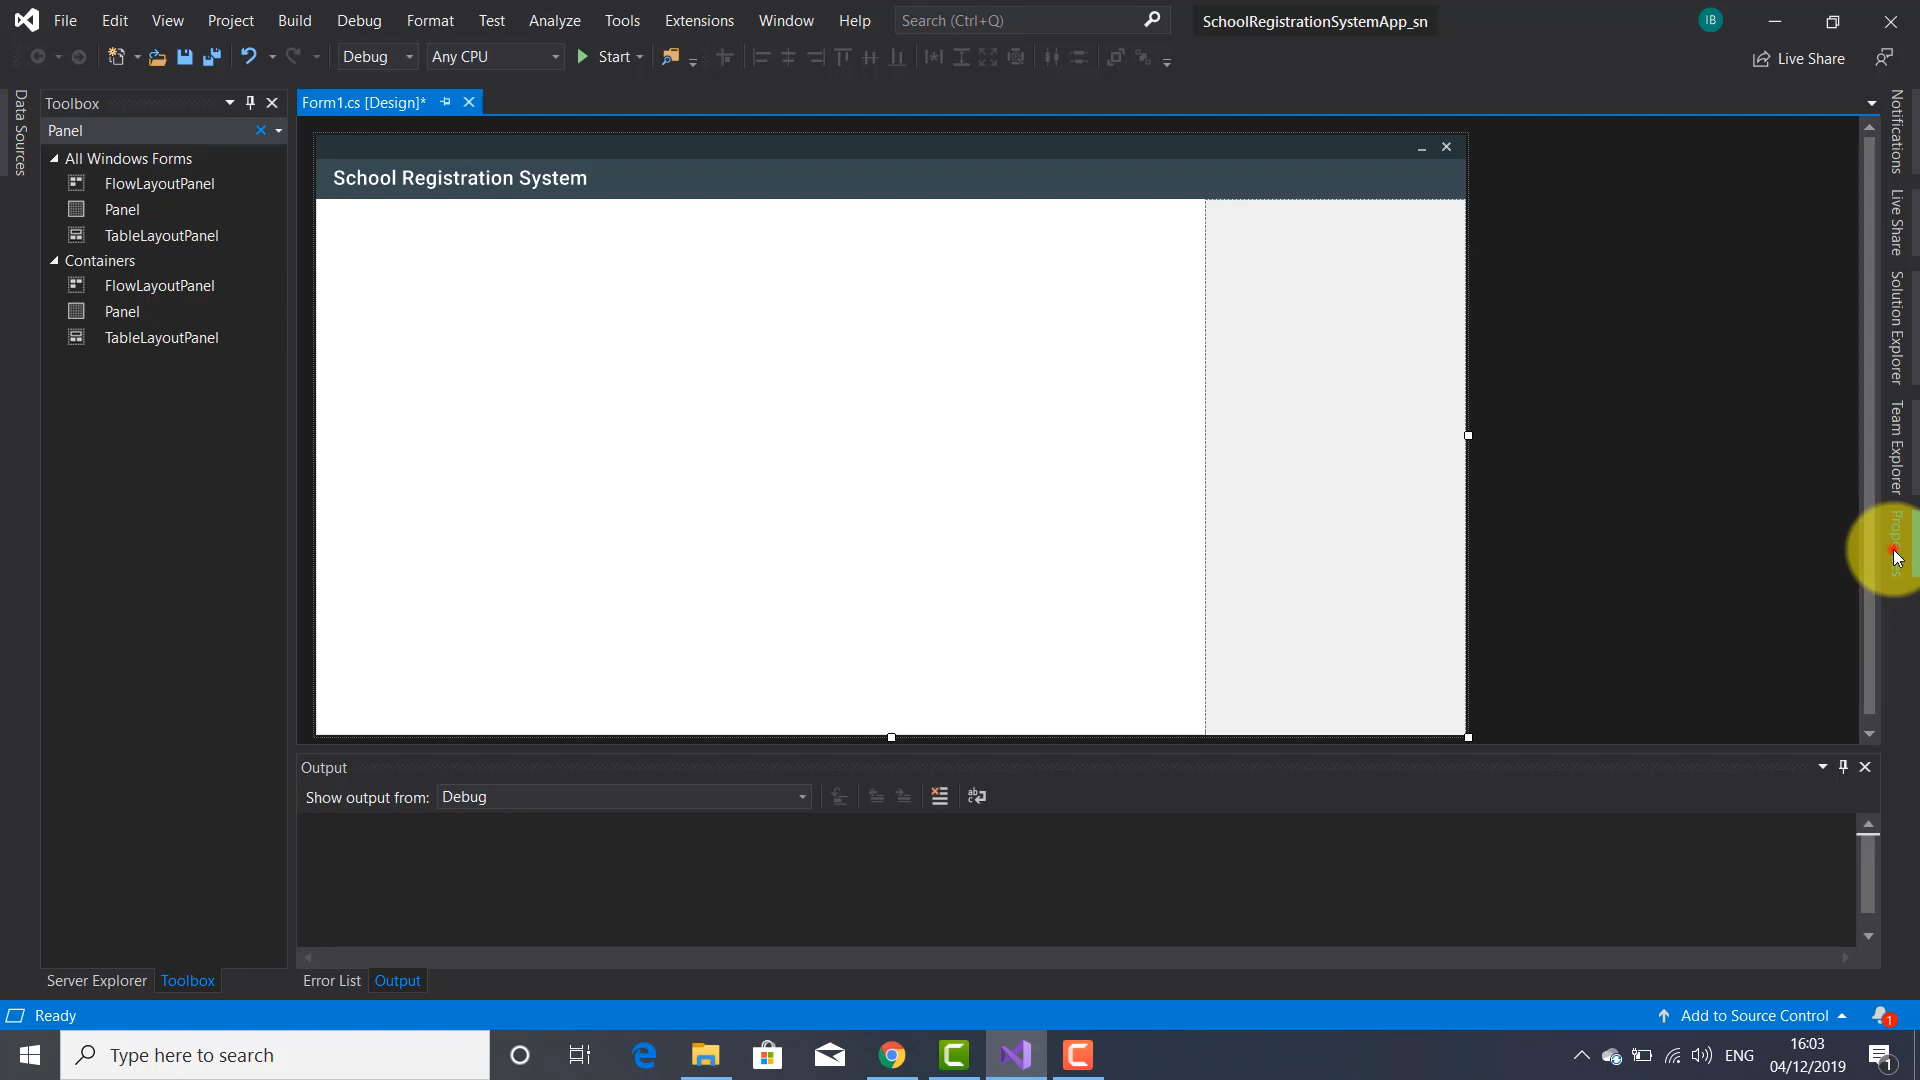 File Edit View Project Build Debug Format Test Analyze Tools Extensions Window Help Search (Ctrl+Q) SchoolRegistrationSystemApp_sn IB
Debug Any CPU Start Live Share
Data Sources
Toolbox
Panel
All Windows Forms
FlowLayoutPanel
Panel
TableLayoutPanel
Containers
FlowLayoutPanel
Panel
TableLayoutPanel
Server Explorer Toolbox
Form1.cs [Design]*
School Registration System
Output
Show output from: Debug
Error List Output
Notifications
Live Share
Solution Explorer
Team Explorer
Properties
Ready Add to Source Control 1
Type here to search
ENG
16:03
04/12/2019
1